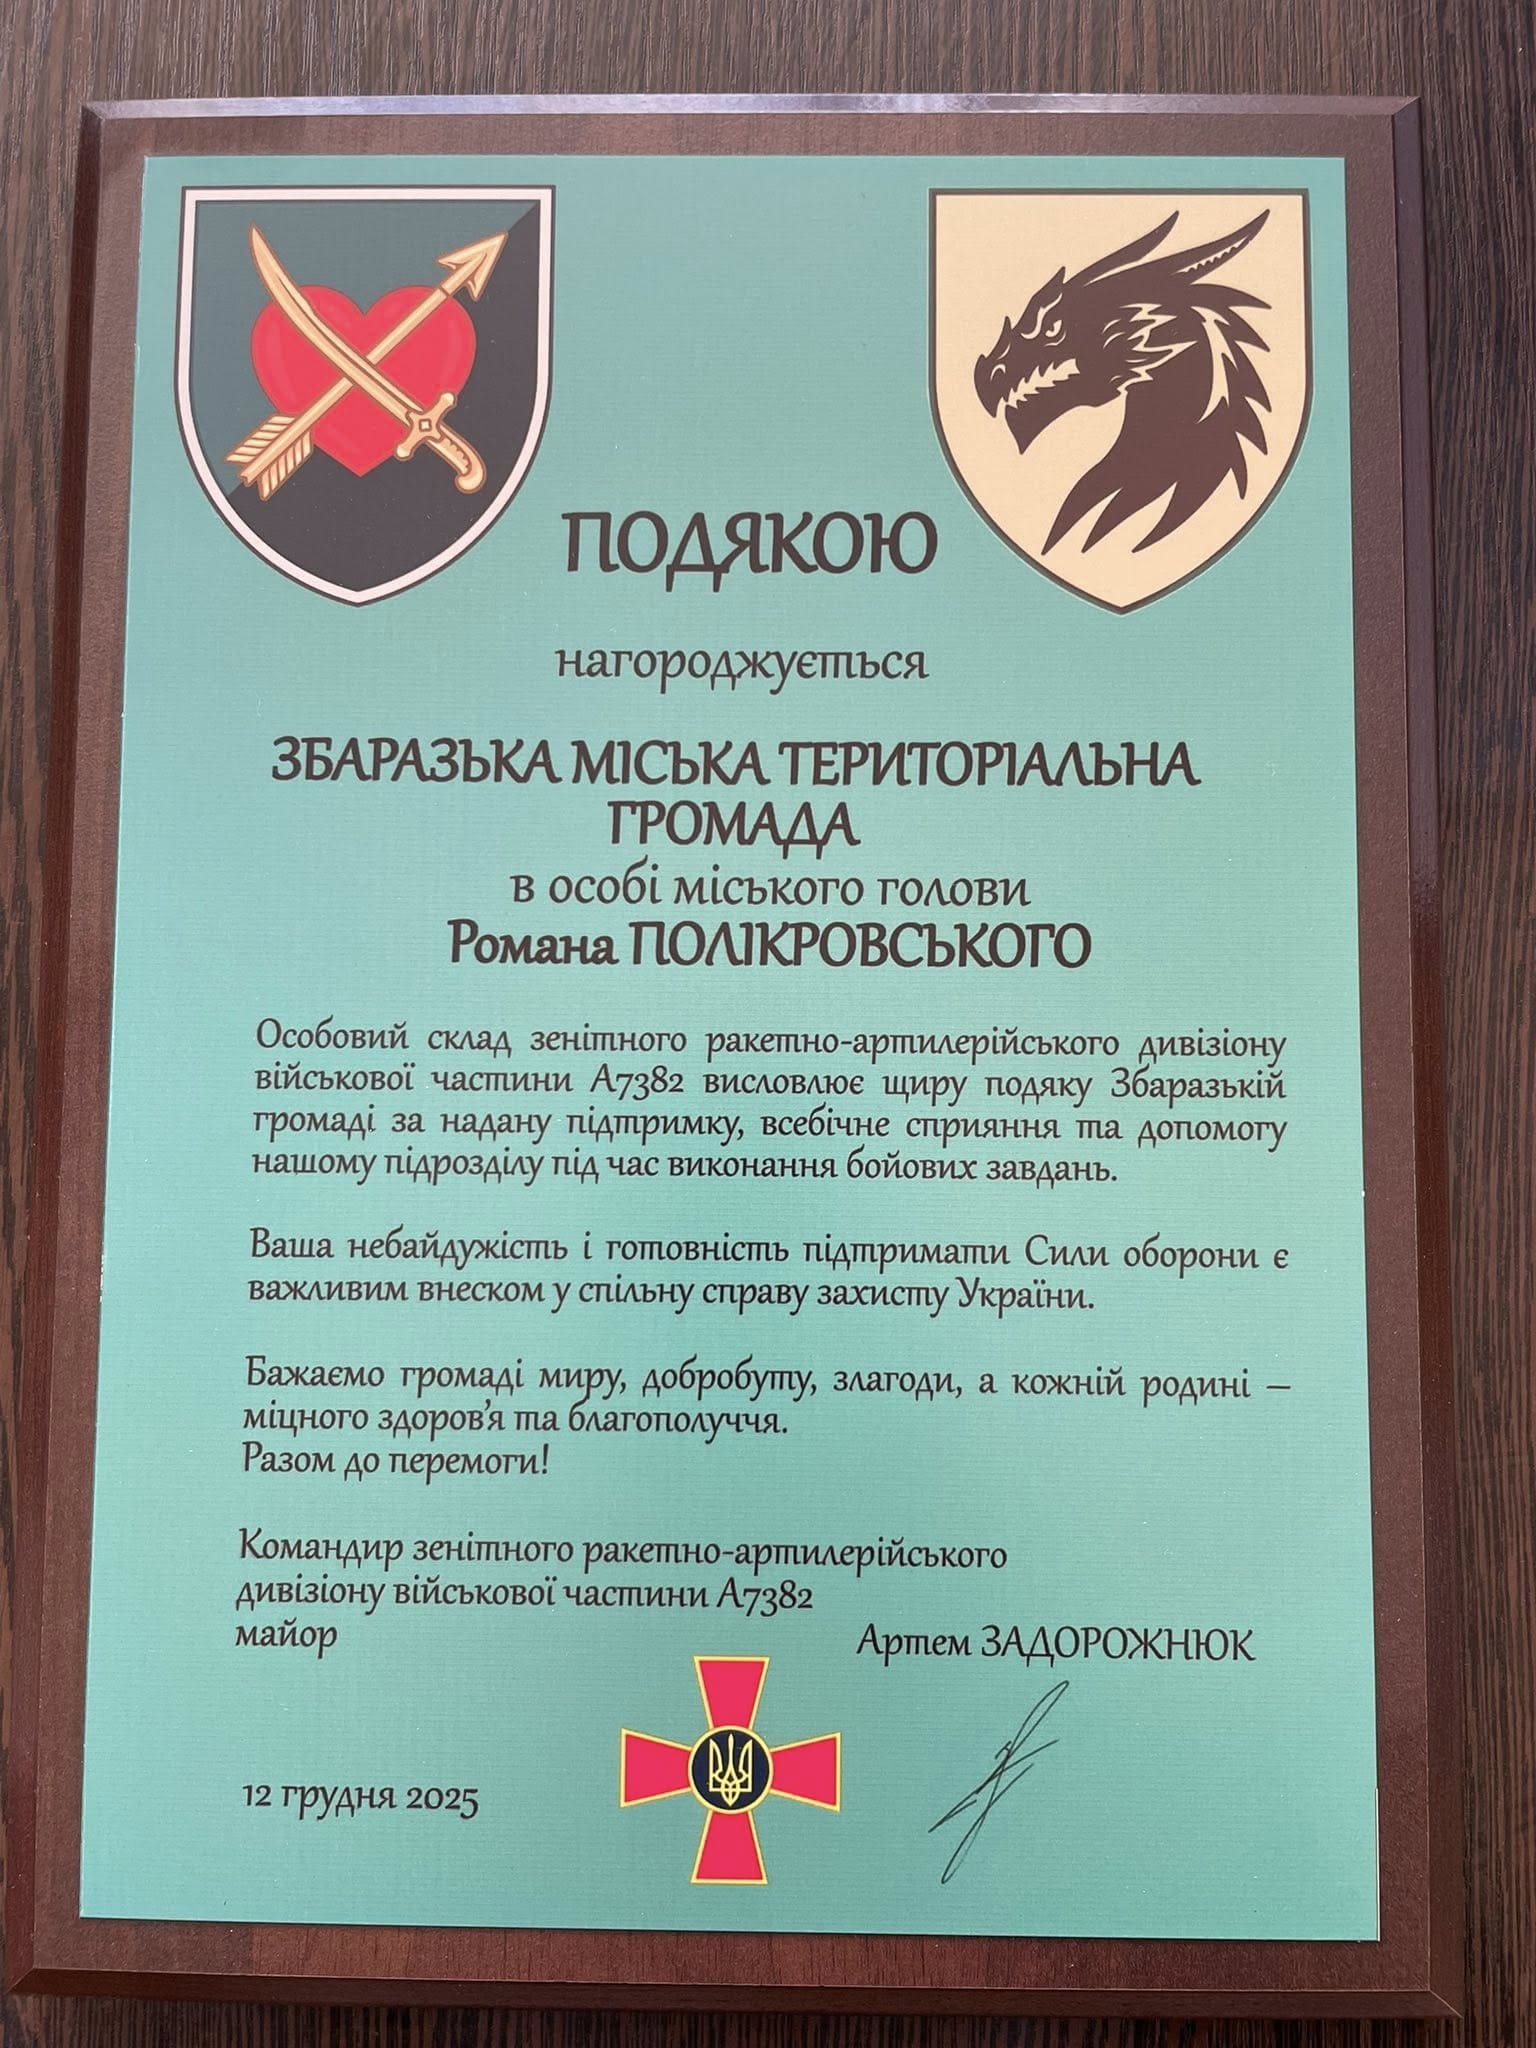 ПОДЯКОЮ
нагороджується
ЗБАРАЗЬКА МІСЬКА ТЕРИТОРІАЛЬНА
ГРОМАДА
в особі міського голови
Романа ПОЛІКРОВСЬКОГО
Особовий склад зенітного ракетно-артилерійського дивізіону
військової частини А7382 висловлює щиру подяку Збаразькій
громаді за надану підтримку, всебічне сприяння та допомогу
нашому підрозділу під час виконання бойових завдань.
Ваша небайдужість і готовність підтримати Сили оборони є
важливим внеском у спільну справу захисту України.
Бажаємо громаді миру, добробуту, злагоди, а кожній родині –
міцного здоров'я та благополуччя.
Разом до перемоги!
Командир зенітного ракетно-артилерійського
дивізіону військової частини А7382
майор
Артем ЗАДОРОЖНЮК
12 грудня 2025